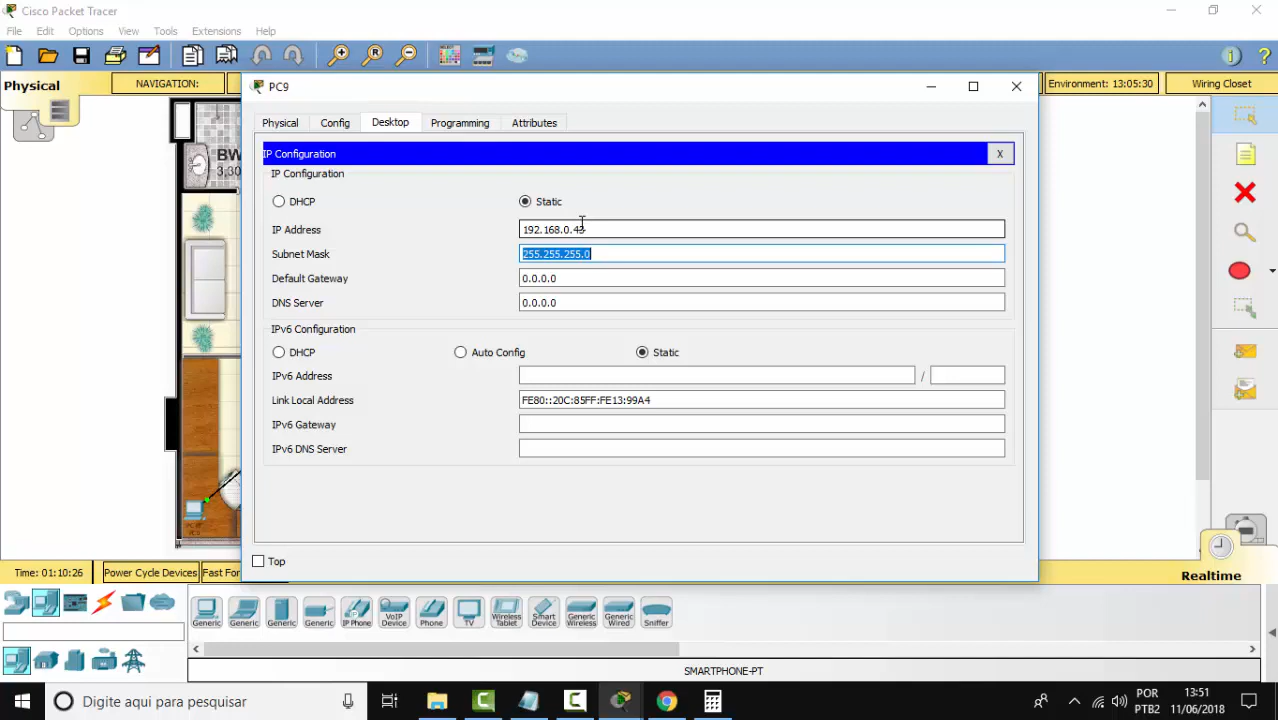 Cisco Packet Tracer
File Edit Options View Tools Extensions Help
Physical
NAVIGATION:
Environment: 13:05:30
Wiring Closet
PC9
Physical Config Desktop Programming Attributes
IP Configuration
X
IP Configuration
DHCP
Static
IP Address
192.168.0.43
Subnet Mask
255.255.255.0
Default Gateway
0.0.0.0
DNS Server
0.0.0.0
IPv6 Configuration
DHCP
Auto Config
Static
IPv6 Address
/
Link Local Address
FE80::20C:85FF:FE13:99A4
IPv6 Gateway
IPv6 DNS Server
Top
BW
3,30
Time: 01:10:26
Power Cycle Devices
Fast For
Realtime
Generic Generic Generic Generic IP Phone VoIP Device Phone TV Wireless Tablet Smart Device Generic Wireless Generic Wired Sniffer
SMARTPHONE-PT
Digite aqui para pesquisar
POR
PTB2
13:51
11/06/2018